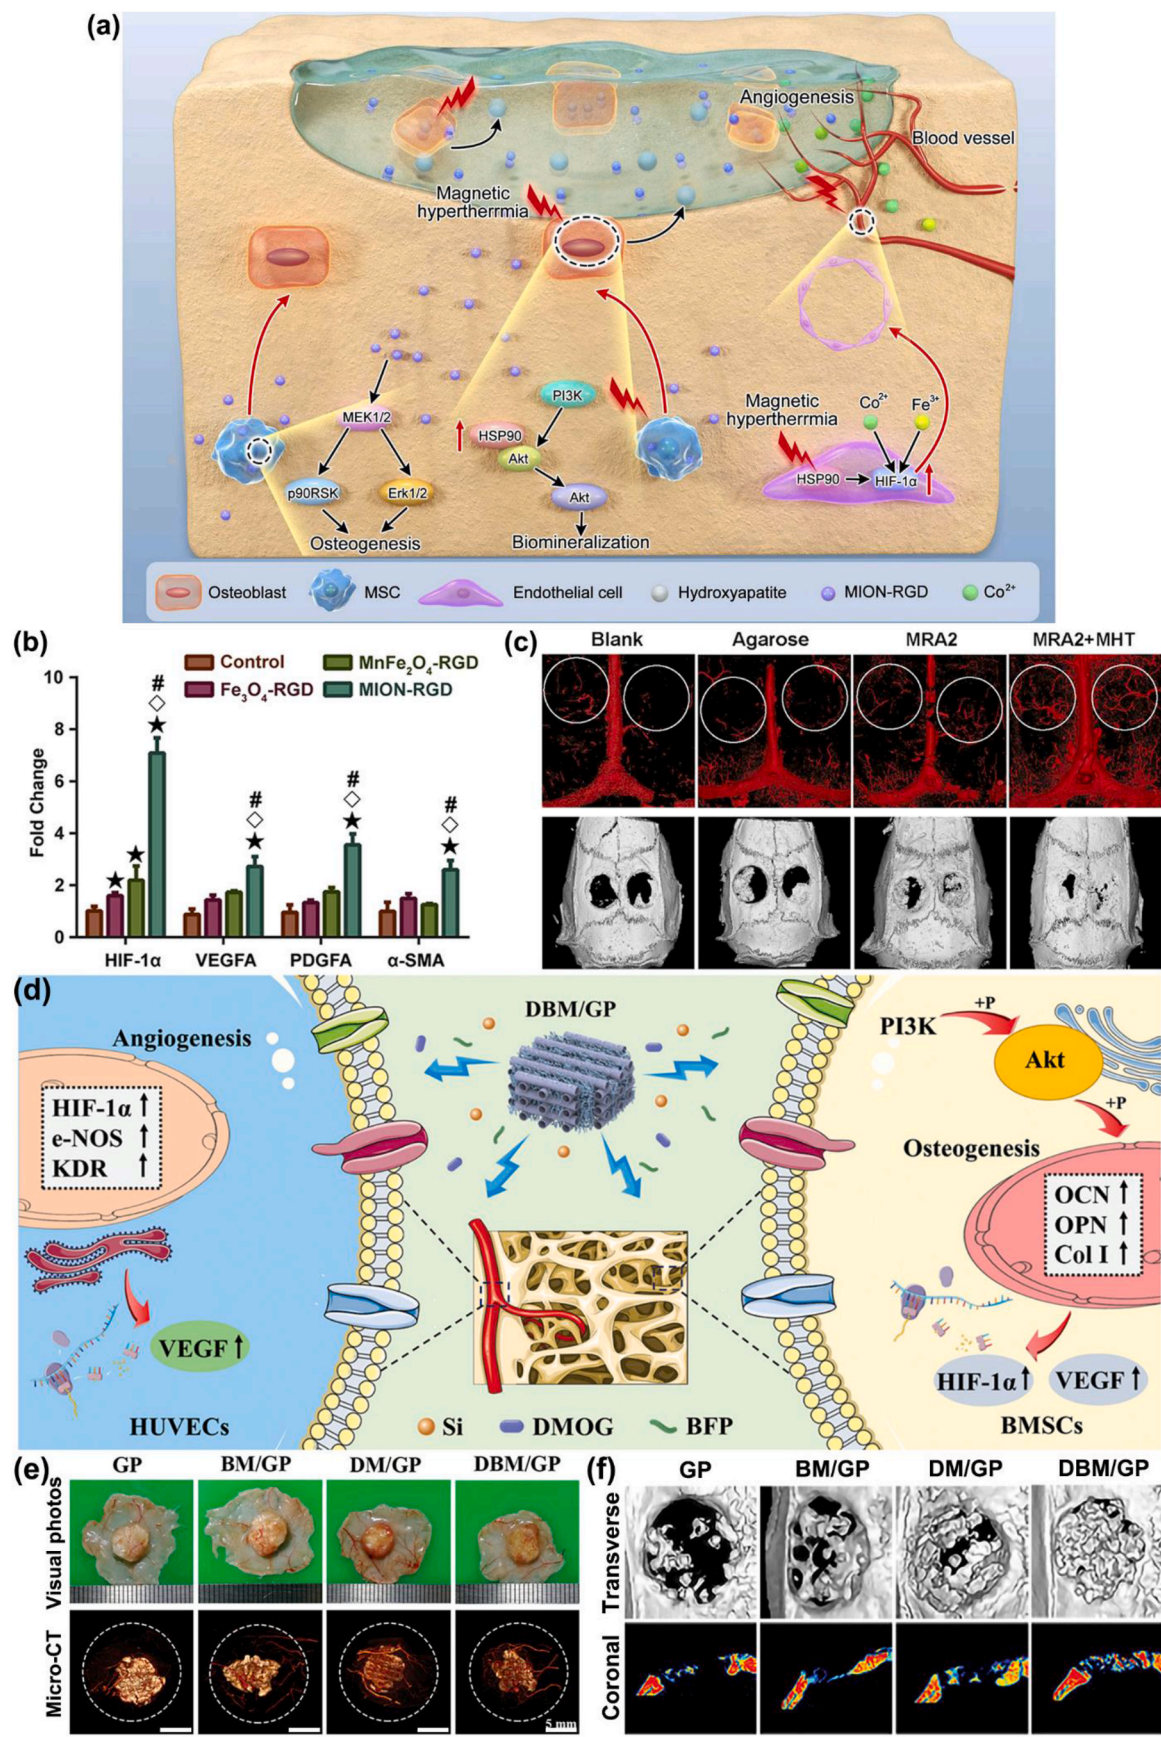 (a)
Angiogenesis
Blood vessel
Magnetic
hyperthermia
MEK1/2
p90RSK
Erk1/2
Osteogenesis
PI3K
HSP90
Akt
Akt
Biomineralization
Magnetic
hyperthermia
Co²⁺
Fe³⁺
HSP90
HIF-1α
Osteoblast
MSC
Endothelial cell
Hydroxyapatite
MION-RGD
Co²⁺
(b)
Control
MnFe₂O₄-RGD
Fe₃O₄-RGD
MION-RGD
Fold Change
10
8
6
4
2
0
#
#
#
#
HIF-1α
VEGFA
PDGFA
α-SMA
(c)
Blank
Agarose
MRA2
MRA2+MHT
(d)
Angiogenesis
HIF-1α ↑
e-NOS ↑
KDR ↑
VEGF ↑
HUVECs
DBM/GP
Si
DMOG
BFP
PI3K
+P
Akt
+P
Osteogenesis
OCN ↑
OPN ↑
Col I ↑
HIF-1α ↑
VEGF ↑
BMSCs
(e)
GP
BM/GP
DM/GP
DBM/GP
Visual photos
Micro-CT
5 mm
(f)
GP
BM/GP
DM/GP
DBM/GP
Transverse
Coronal